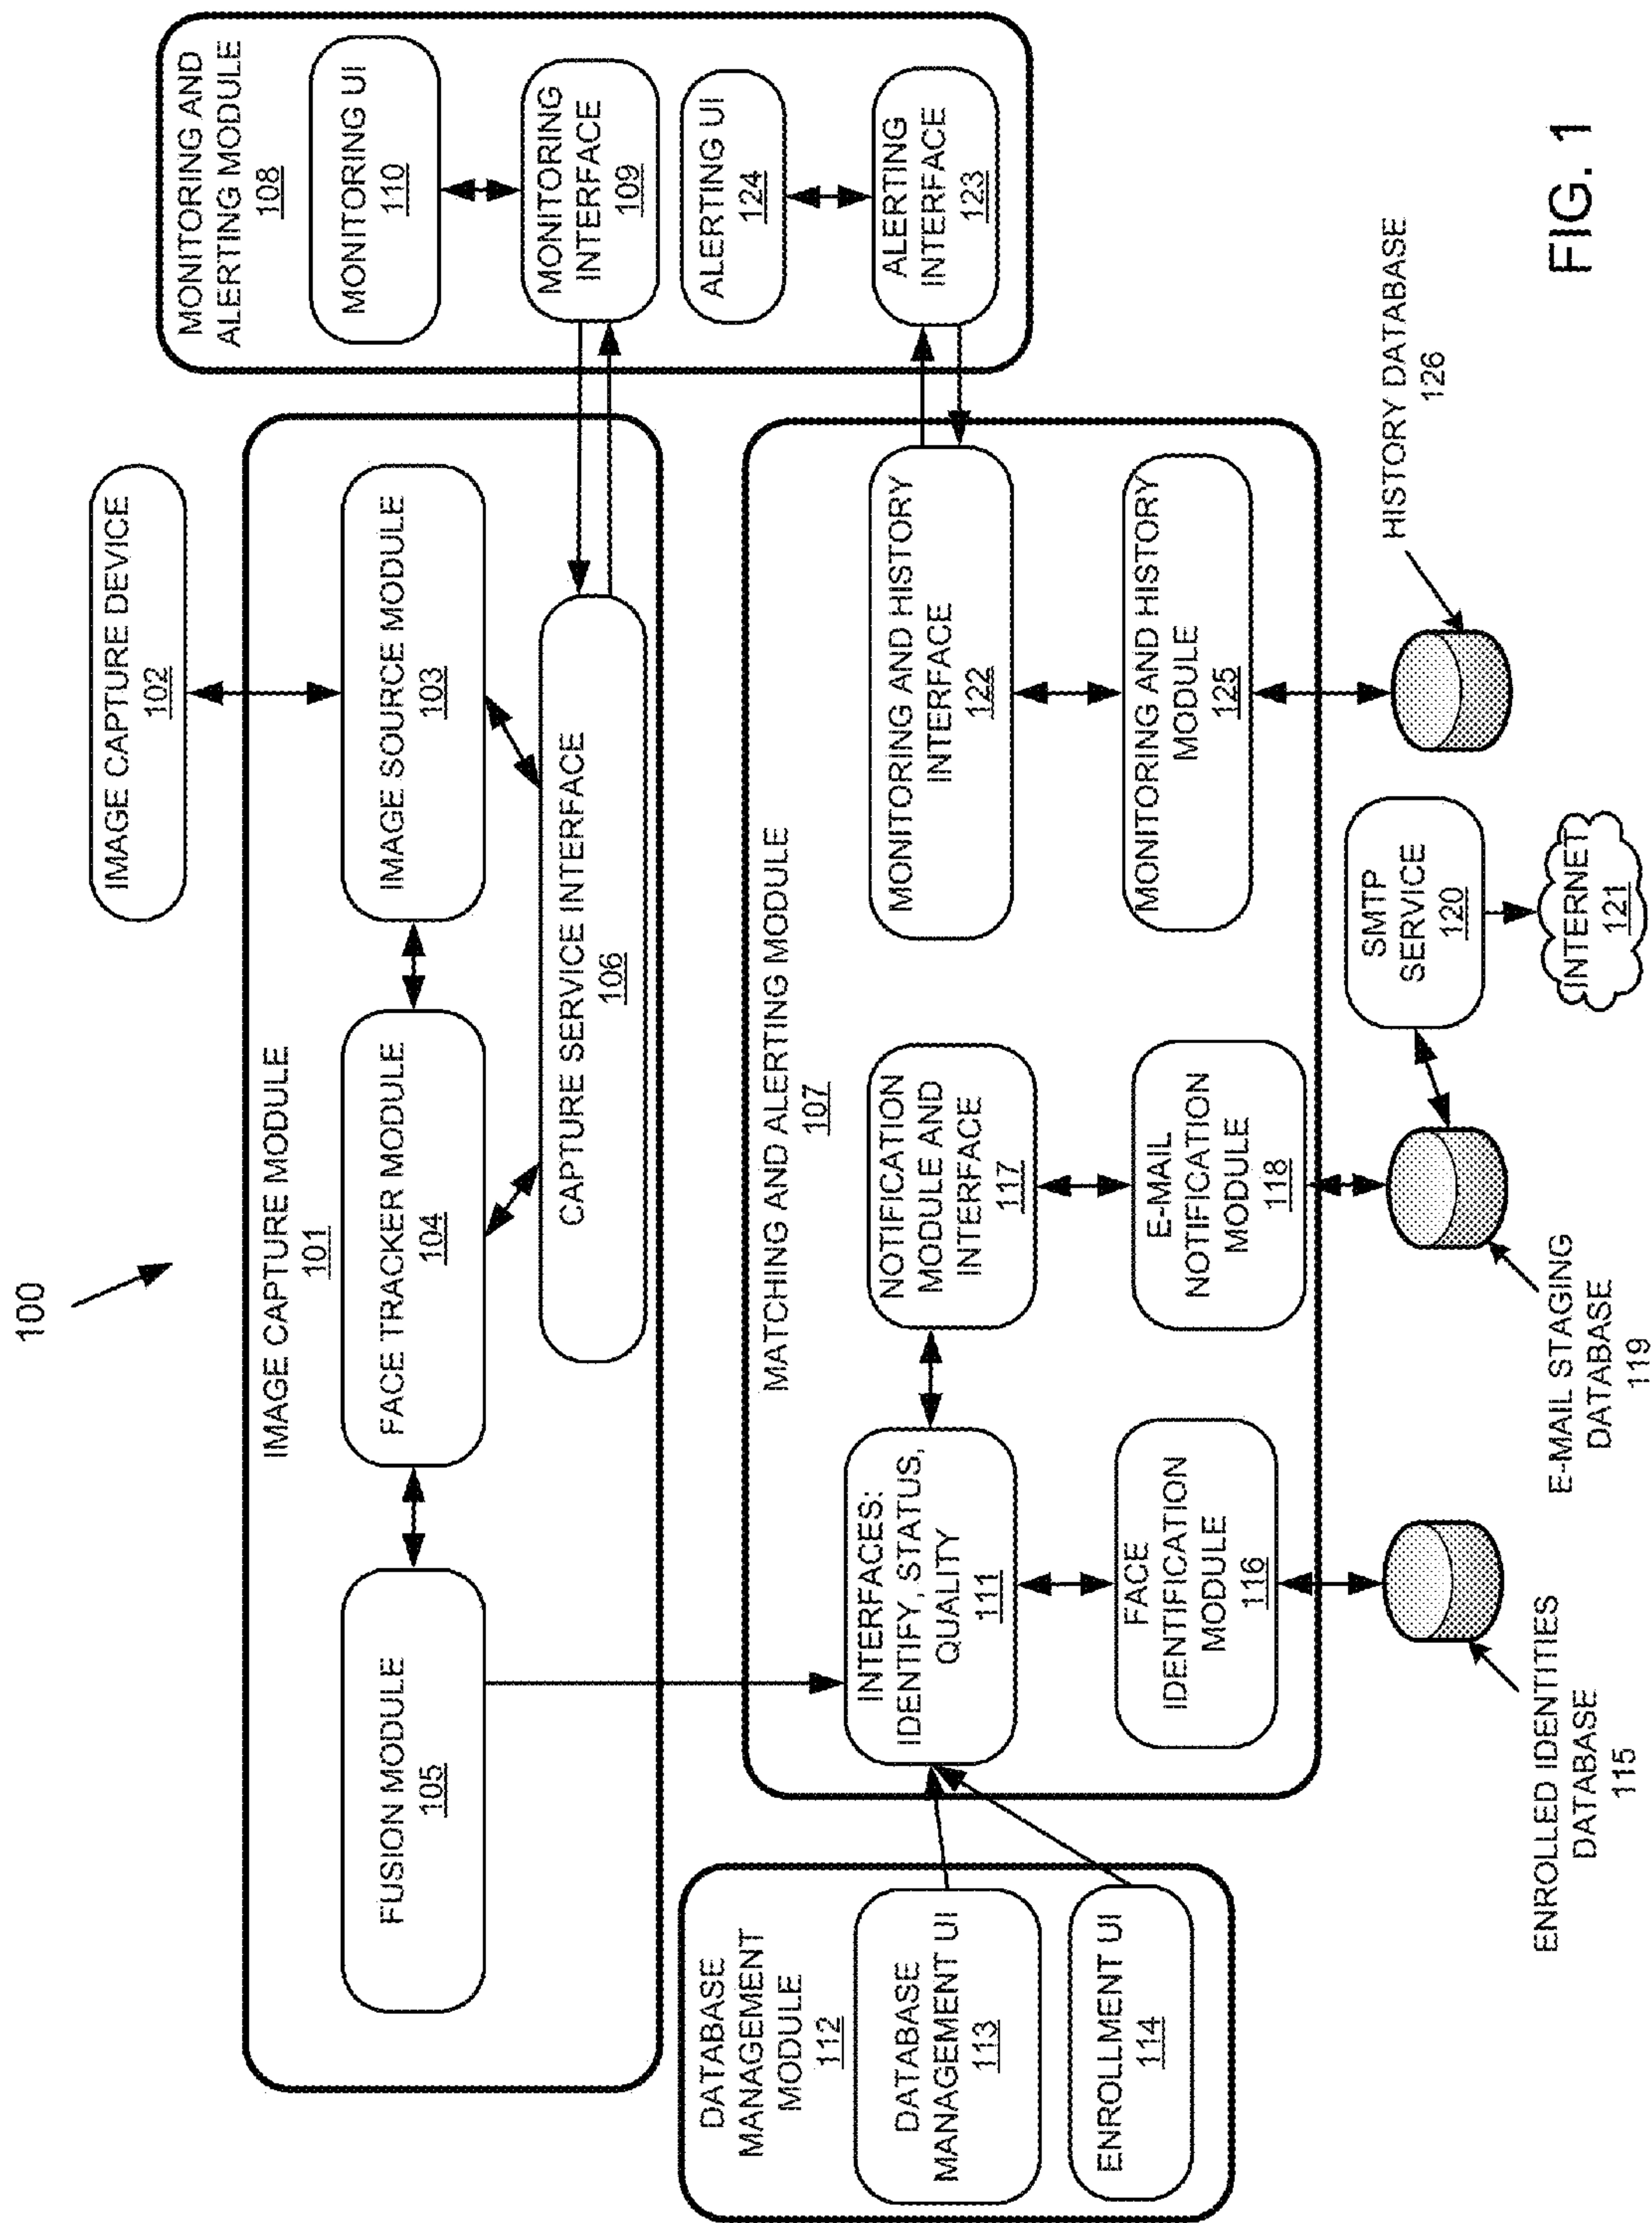 100
IMAGE CAPTURE DEVICE
102
IMAGE CAPTURE MODULE
101
FUSION MODULE
105
FACE TRACKER MODULE
104
IMAGE SOURCE MODULE
103
CAPTURE SERVICE INTERFACE
106
MONITORING AND
ALERTING MODULE
108
MONITORING UI
110
MONITORING
INTERFACE
109
ALERTING UI
124
ALERTING
INTERFACE
123
DATABASE
MANAGEMENT
MODULE
112
DATABASE
MANAGEMENT UI
113
ENROLLMENT UI
114
MATCHING AND ALERTING MODULE
107
INTERFACES:
IDENTIFY, STATUS,
QUALITY
111
NOTIFICATION
MODULE AND
INTERFACE
117
MONITORING AND HISTORY
INTERFACE
122
FACE
IDENTIFICATION
MODULE
116
E-MAIL
NOTIFICATION
MODULE
118
MONITORING AND HISTORY
MODULE
125
ENROLLED IDENTITIES
DATABASE
115
E-MAIL STAGING
DATABASE
119
SMTP
SERVICE
120
INTERNET
121
HISTORY DATABASE
126
FIG. 1